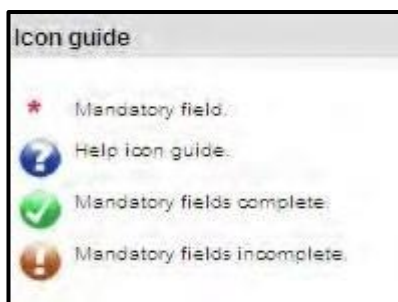 Icon guide
* Mandatory field.
? Help icon guide.
Mandatory fields complete
! Mandatory fields incomplete.